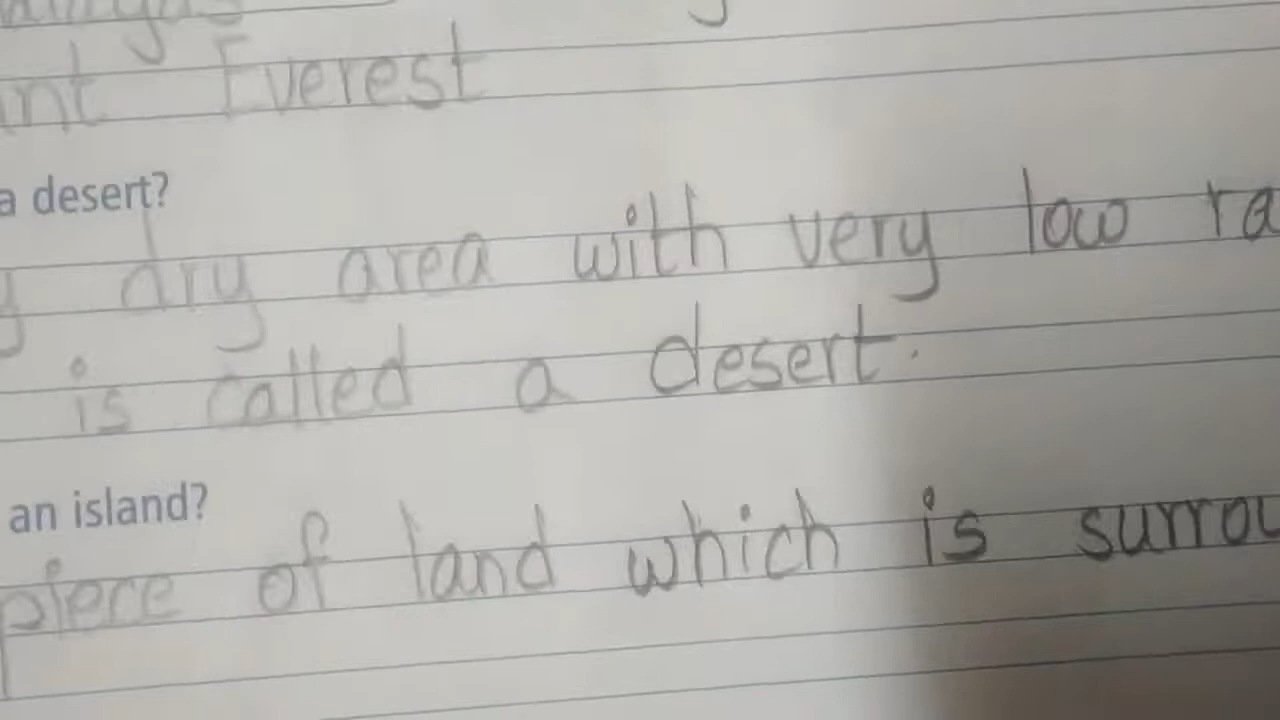 Everest
a desert?
dry area with very low ra
is called a desert.
an island?
piece of land which is surrou